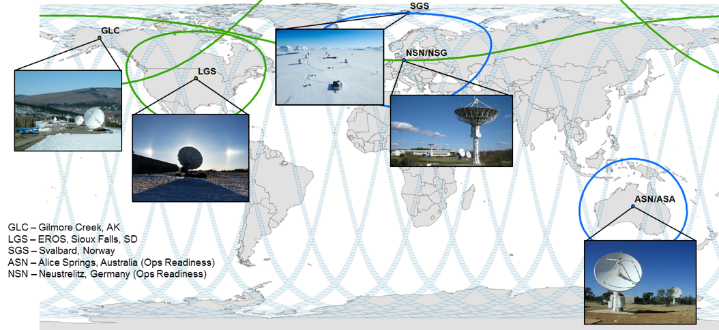 SGS
GLC
NSN/NSG
LGS
ASN/ASA
GLC – Gilmore Creek, AK
LGS – EROS, Sioux Falls, SD
SGS – Svalbard, Norway
ASN – Alice Springs, Australia (Ops Readiness)
NSN – Neustrelitz, Germany (Ops Readiness)